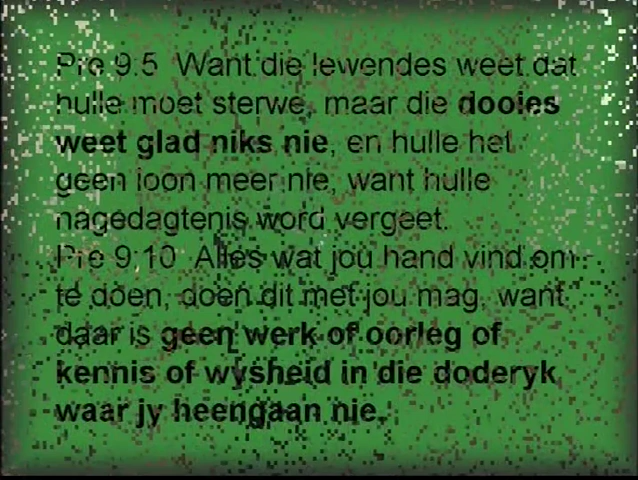 Pre 9:5 Want die lewendes weet dat
hulle moet sterwe, maar die dooies
weet glad niks nie, en hulle het
geen loon meer nie, want hulle
nagedagtenis word vergeet.
Pre 9:10 Alles wat jou hand vind om
te doen, doen dit met jou mag, want
daar is geen werk of oorleg of
kennis of wysheid in die doderyk
waar jy heengaan nie.